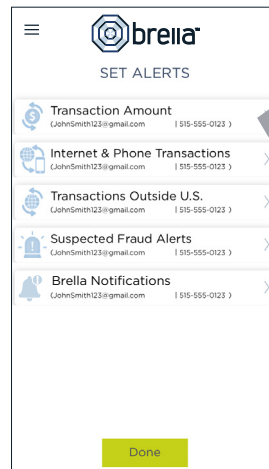 brella
SET ALERTS
Transaction Amount
(JohnSmith123@gmail.com | 515-555-0123 )
Internet & Phone Transactions
(JohnSmith123@gmail.com | 515-555-0123 )
Transactions Outside U.S.
(JohnSmith123@gmail.com | 515-555-0123 )
Suspected Fraud Alerts
(JohnSmith123@gmail.com | 515-555-0123 )
Brella Notifications
(JohnSmith123@gmail.com | 515-555-0123 )
Done